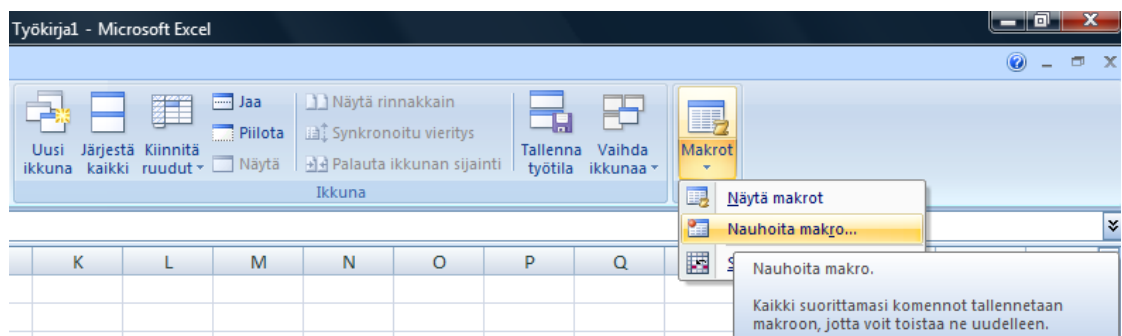 Työkirja1 - Microsoft Excel
Uusi ikkuna
Järjestä kaikki
Kiinnitä ruudut
Jaa
Piilota
Näytä
Näytä rinnakkain
Synkronoitu vieritys
Palauta ikkunan sijainti
Tallenna työtila
Vaihda ikkunaa
Makrot
Ikkuna
Näytä makrot
Nauhoita makro...
S
K L M N O P Q
Nauhoita makro.
Kaikki suorittamasi komennot tallennetaan
makroon, jotta voit toistaa ne uudelleen.